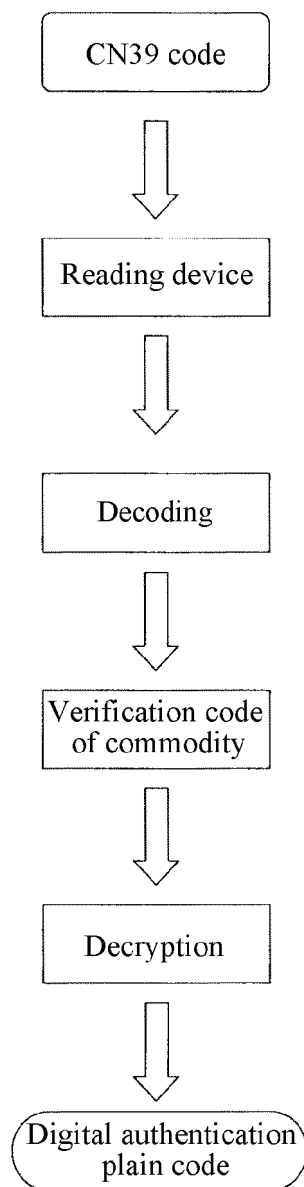 CN39 code
Reading device
Decoding
Verification code
of commodity
Decryption
Digital authentication
plain code